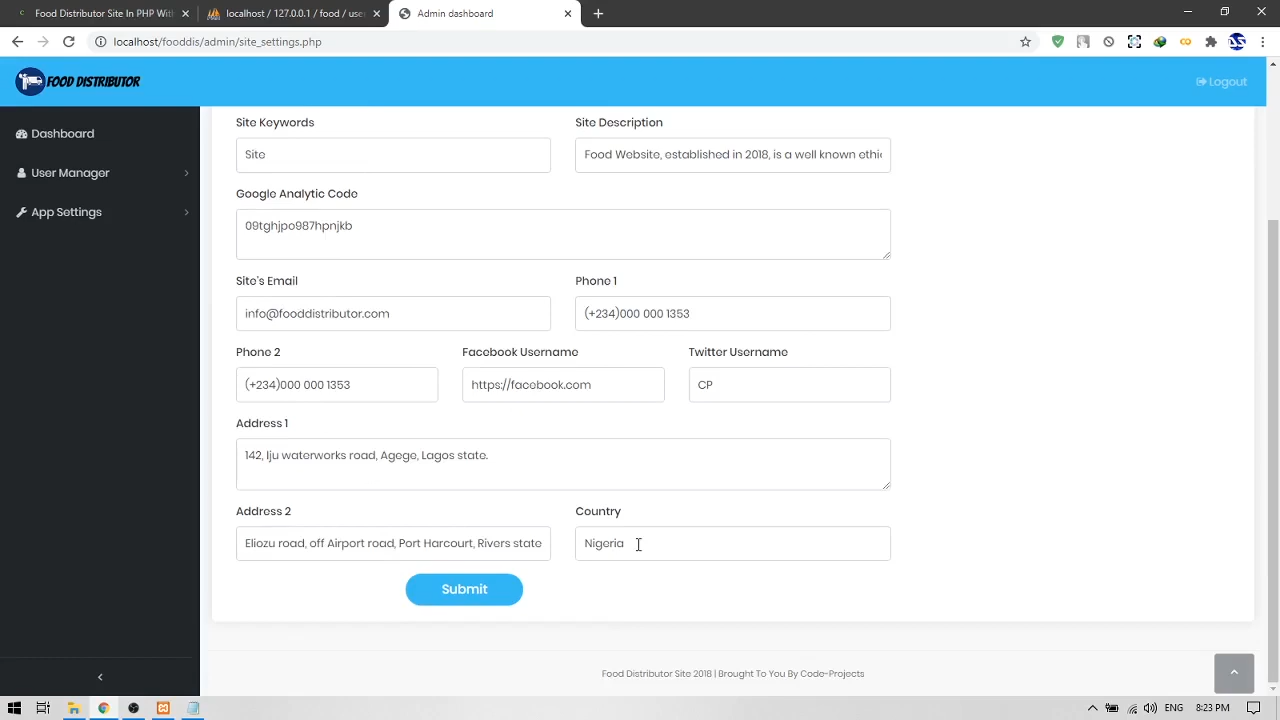 Food Distributor Site In PHP With
localhost / 127.0.0.1 / food / use
Admin dashboard
localhost/fooddis/admin/site_settings.php
FOOD DISTRIBUTOR
Logout
Dashboard
User Manager
App Settings
Site Keywords
Site Description
Site
Food Website, established in 2018, is a well known ethi
Google Analytic Code
09tghjpo987hpnjkb
Site's Email
Phone 1
info@fooddistributor.com
(+234)000 000 1353
Phone 2
Facebook Username
Twitter Username
(+234)000 000 1353
https://facebook.com
CP
Address 1
142, Iju waterworks road, Agege, Lagos state.
Address 2
Country
Eliozu road, off Airport road, Port Harcourt, Rivers state
Nigeria
Submit
Food Distributor Site 2018 | Brought To You By Code-Projects
ENG
8:23 PM